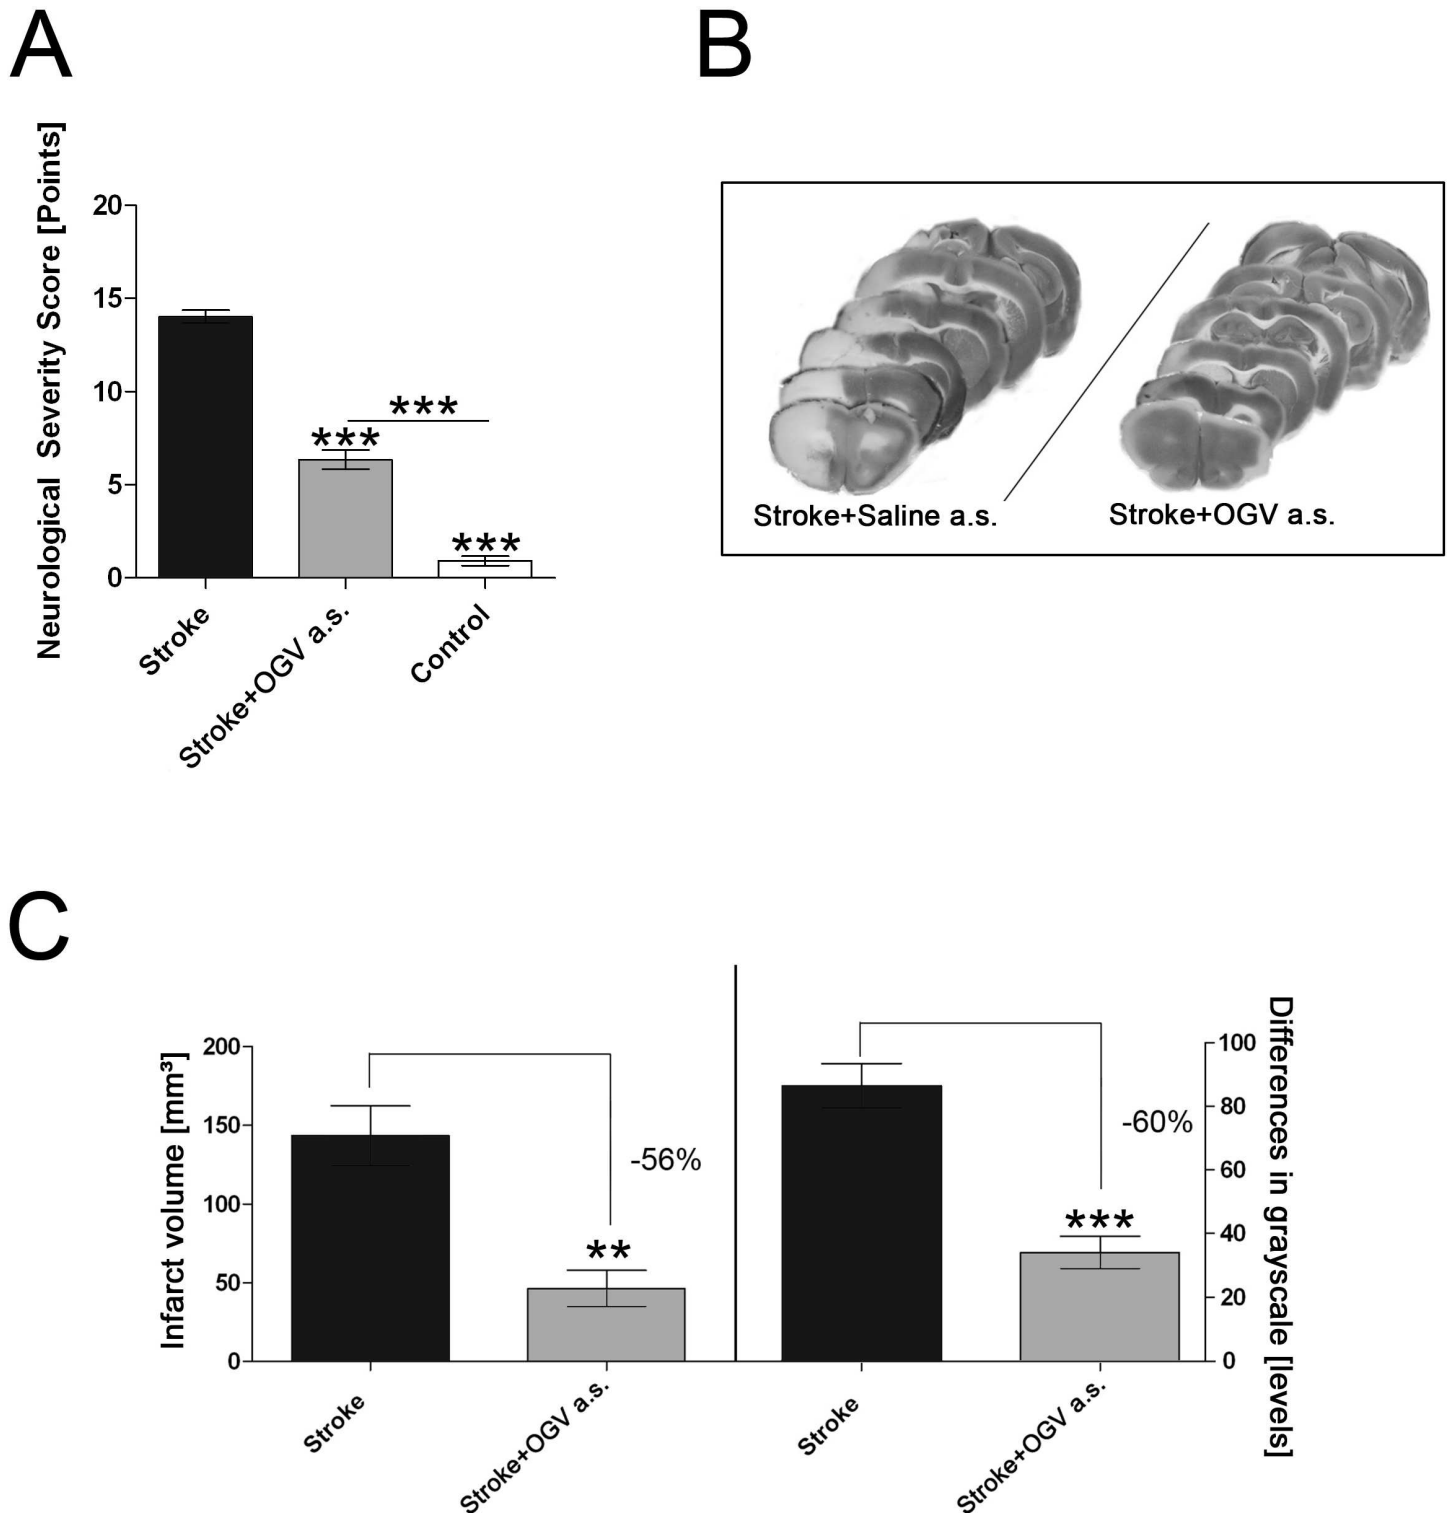 A
B
Neurological Severity Score [Points]
20
15
10
5
0
***
***
***
Stroke
Stroke+OGV a.s.
Control
Stroke+Saline a.s.
Stroke+OGV a.s.
C
Infarct volume [mm³]
200
150
100
50
0
-56%
**
Stroke
Stroke+OGV a.s.
-60%
***
Stroke
Stroke+OGV a.s.
100
80
60
40
20
0
Differences in grayscale [levels]